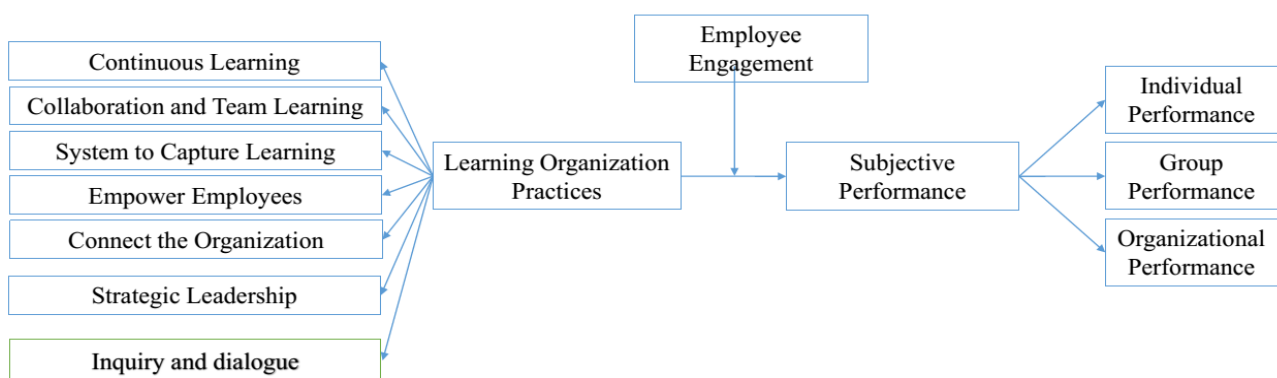 Continuous Learning
Collaboration and Team Learning
System to Capture Learning
Empower Employees
Connect the Organization
Strategic Leadership
Inquiry and dialogue
Learning Organization
Practices
Employee
Engagement
Subjective
Performance
Individual
Performance
Group
Performance
Organizational
Performance